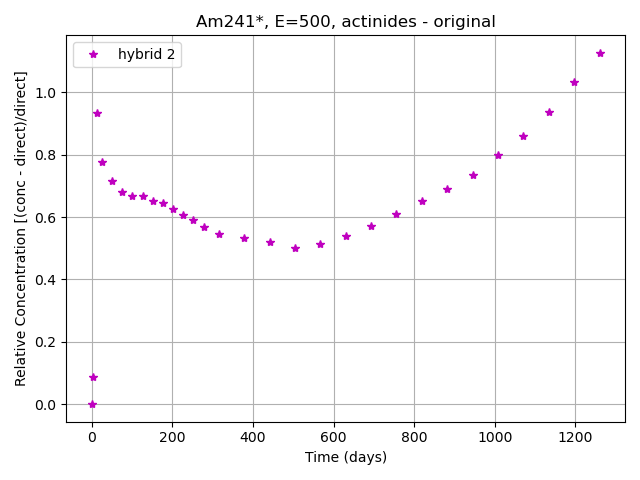 Am241*, E=500, actinides - original
hybrid 2
Relative Concentration [(conc - direct)/direct]
1.0
0.8
0.6
0.4
0.2
0.0
0 200 400 600 800 1000 1200
Time (days)